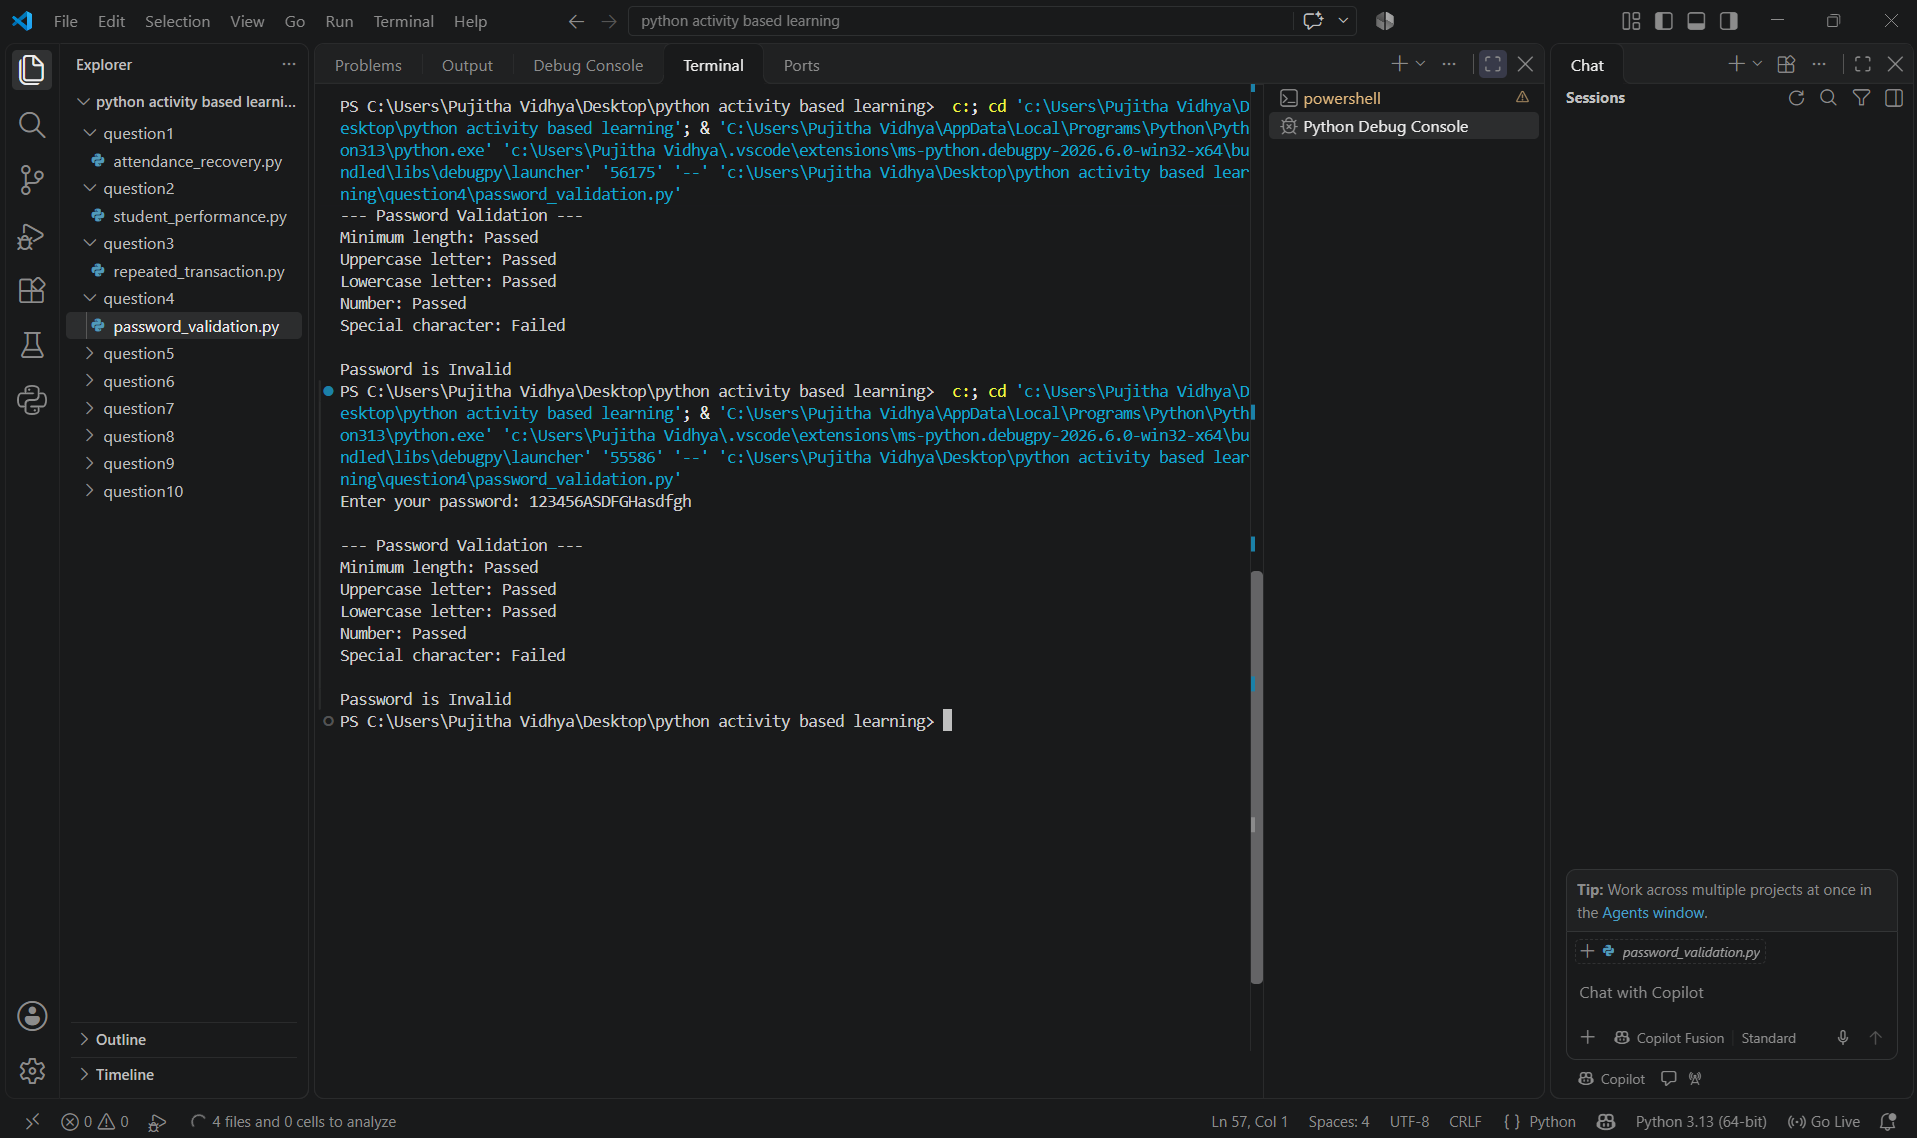 File Edit Selection View Go Run Terminal Help
python activity based learning
Explorer
python activity based learni...
question1
attendance_recovery.py
question2
student_performance.py
question3
repeated_transaction.py
question4
password_validation.py
question5
question6
question7
question8
question9
question10
Outline
Timeline
Problems Output Debug Console Terminal Ports
PS C:\Users\Pujitha Vidhya\Desktop\python activity based learning>  c:; cd 'c:\Users\Pujitha Vidhya\D
esktop\python activity based learning'; & 'C:\Users\Pujitha Vidhya\AppData\Local\Programs\Python\Pyth
on313\python.exe' 'c:\Users\Pujitha Vidhya\.vscode\extensions\ms-python.debugpy-2026.6.0-win32-x64\bu
ndled\libs\debugpy\launcher' '56175' '--' 'c:\Users\Pujitha Vidhya\Desktop\python activity based lear
ning\question4\password_validation.py'
--- Password Validation ---
Minimum length: Passed
Uppercase letter: Passed
Lowercase letter: Passed
Number: Passed
Special character: Failed
Password is Invalid
PS C:\Users\Pujitha Vidhya\Desktop\python activity based learning>  c:; cd 'c:\Users\Pujitha Vidhya\D
esktop\python activity based learning'; & 'C:\Users\Pujitha Vidhya\AppData\Local\Programs\Python\Pyth
on313\python.exe' 'c:\Users\Pujitha Vidhya\.vscode\extensions\ms-python.debugpy-2026.6.0-win32-x64\bu
ndled\libs\debugpy\launcher' '55586' '--' 'c:\Users\Pujitha Vidhya\Desktop\python activity based lear
ning\question4\password_validation.py'
Enter your password: 123456ASDFGHasdfgh
--- Password Validation ---
Minimum length: Passed
Uppercase letter: Passed
Lowercase letter: Passed
Number: Passed
Special character: Failed
Password is Invalid
PS C:\Users\Pujitha Vidhya\Desktop\python activity based learning>
powershell
Python Debug Console
Chat
Sessions
Tip: Work across multiple projects at once in
the Agents window.
password_validation.py
Chat with Copilot
Copilot Fusion Standard
Copilot
0 0 4 files and 0 cells to analyze
Ln 57, Col 1 Spaces: 4 UTF-8 CRLF { } Python Python 3.13 (64-bit) Go Live